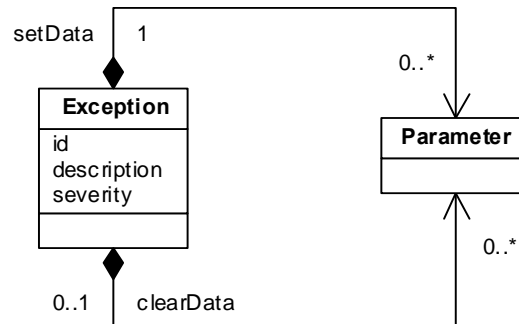 setData 1
0..*
Exception
id
description
severity
Parameter
0..*
0..1 clearData